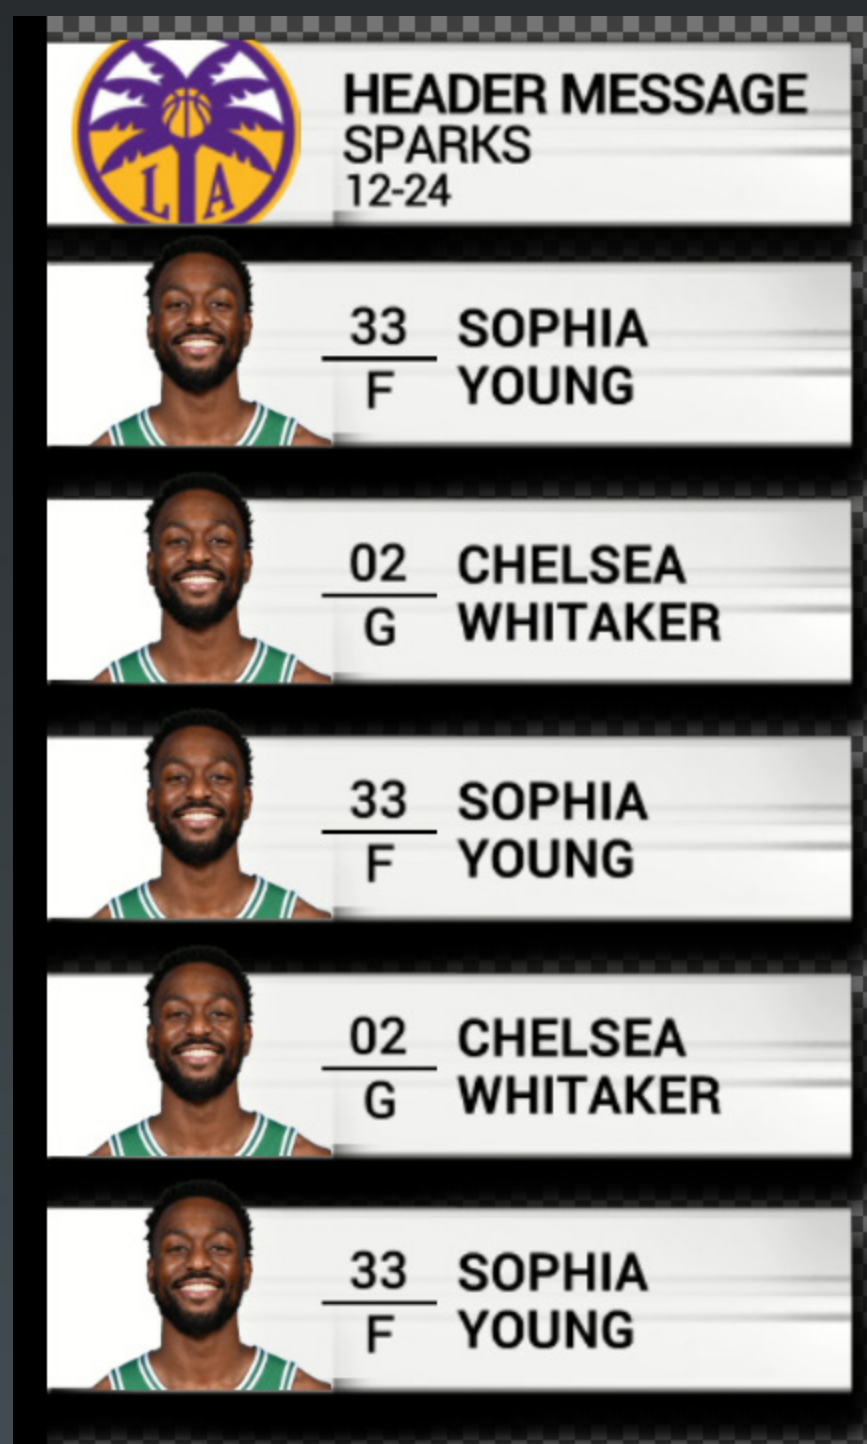 L A
HEADER MESSAGE
SPARKS
12-24
33
F
SOPHIA
YOUNG
02
G
CHELSEA
WHITAKER
33
F
SOPHIA
YOUNG
02
G
CHELSEA
WHITAKER
33
F
SOPHIA
YOUNG